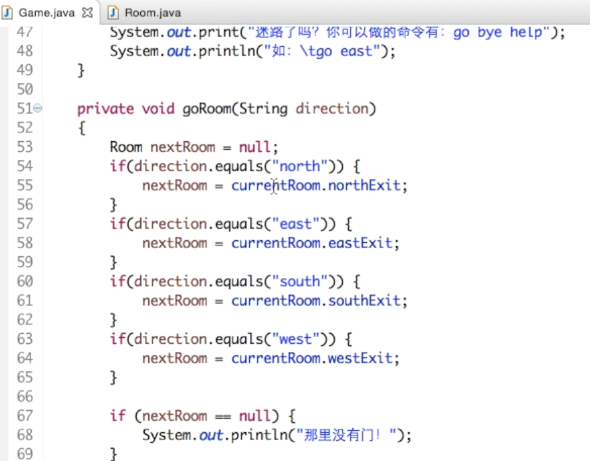 Game.java Room.java
47 System.out.print("迷路了吗？你可以做的命令有：go bye help");
48 System.out.println("如：\tgo east");
49 }
50
51 private void goRoom(String direction)
52 {
53 Room nextRoom = null;
54 if(direction.equals("north")) {
55 nextRoom = currentRoom.northExit;
56 }
57 if(direction.equals("east")) {
58 nextRoom = currentRoom.eastExit;
59 }
60 if(direction.equals("south")) {
61 nextRoom = currentRoom.southExit;
62 }
63 if(direction.equals("west")) {
64 nextRoom = currentRoom.westExit;
65 }
66
67 if (nextRoom == null) {
68 System.out.println("那里没有门！");
69 }